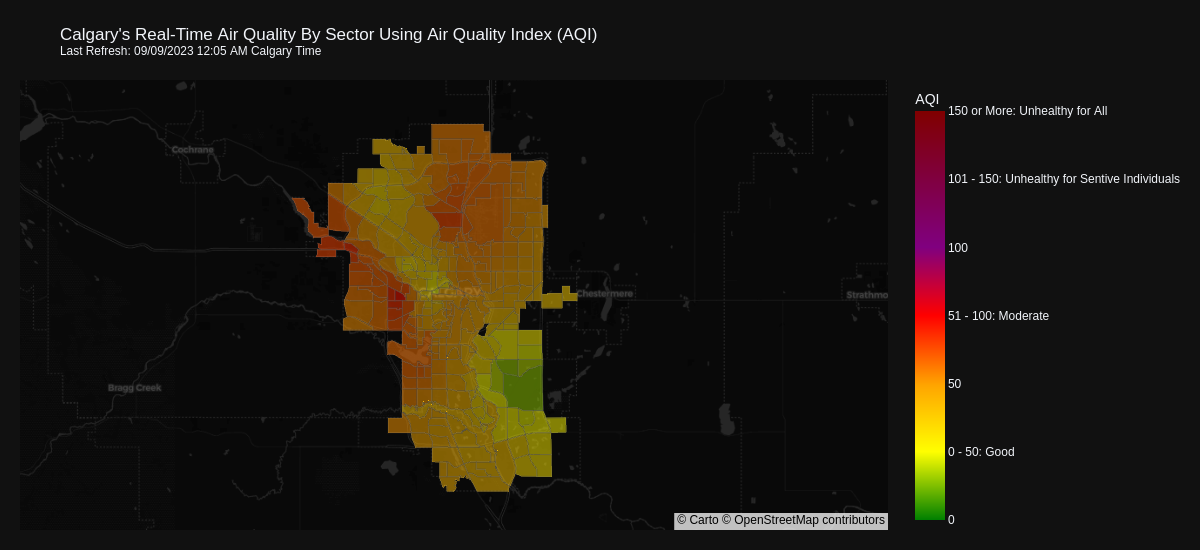 Calgary's Real-Time Air Quality By Sector Using Air Quality Index (AQI)
Last Refresh: 09/09/2023 12:05 AM Calgary Time
AQI
150 or More: Unhealthy for All
Cochrane
101 - 150: Unhealthy for Sentive Individuals
100
CALGARY
Chestermere
Strathmo
51 - 100: Moderate
50
Bragg Creek
0 - 50: Good
© Carto © OpenStreetMap contributors
0